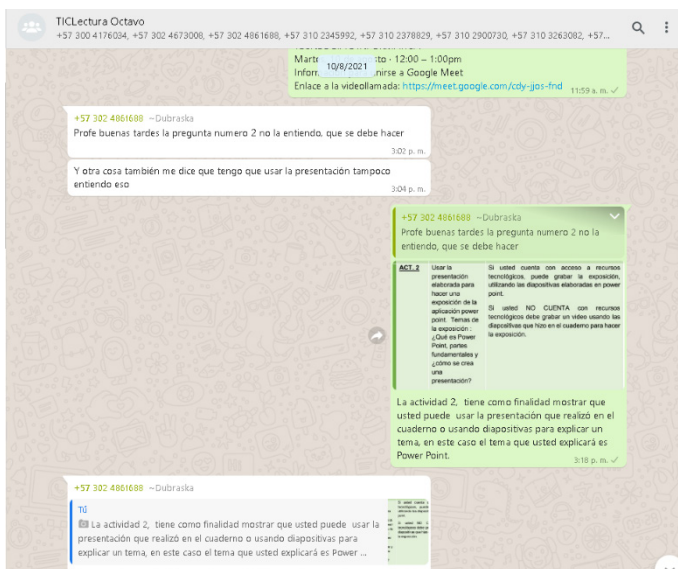 TICLectura Octavo
+57 300 4176034, +57 302 4673008, +57 302 4861688, +57 310 2345992, +57 310 2378829, +57 310 2900730, +57 310 3263082, +57...
10/8/2021
Marte
sto · 12:00 – 1:00pm
Inform
nirse a Google Meet
Enlace a la videollamada: https://meet.google.com/cdy-jjos-fnd
11:59 a. m.
+57 302 4861688 ~Dubraska
Profe buenas tardes la pregunta numero 2 no la entiendo, que se debe hacer
3:02 p. m.
Y otra cosa también me dice que tengo que usar la presentación tampoco
entiendo eso
3:04 p. m.
+57 302 4861688 ~Dubraska
Profe buenas tardes la pregunta numero 2 no la
entiendo, que se debe hacer
ACT. 2
Usar la
presentación
elaborada para
hacer una
exposición de la
aplicación power
point. Temas de
la exposición :
¿Qué es Power
Point, partes
fundamentales y
¿cómo se crea
una
presentación?
Si usted cuenta con acceso a recursos
tecnológicos, puede grabar la exposición,
utilizando las diapositivas elaboradas en power
point.
Si usted NO CUENTA con recursos
tecnológicos debe grabar un video usando las
diapositivas que hizo en el cuaderno para hacer
la exposición.
La actividad 2, tiene como finalidad mostrar que
usted puede usar la presentación que realizó en el
cuaderno o usando diapositivas para explicar un
tema, en este caso el tema que usted explicará es
Power Point.
3:18 p. m.
+57 302 4861688 ~Dubraska
Tú
La actividad 2, tiene como finalidad mostrar que usted puede usar la
presentación que realizó en el cuaderno o usando diapositivas para
explicar un tema, en este caso el tema que usted explicará es Power ...